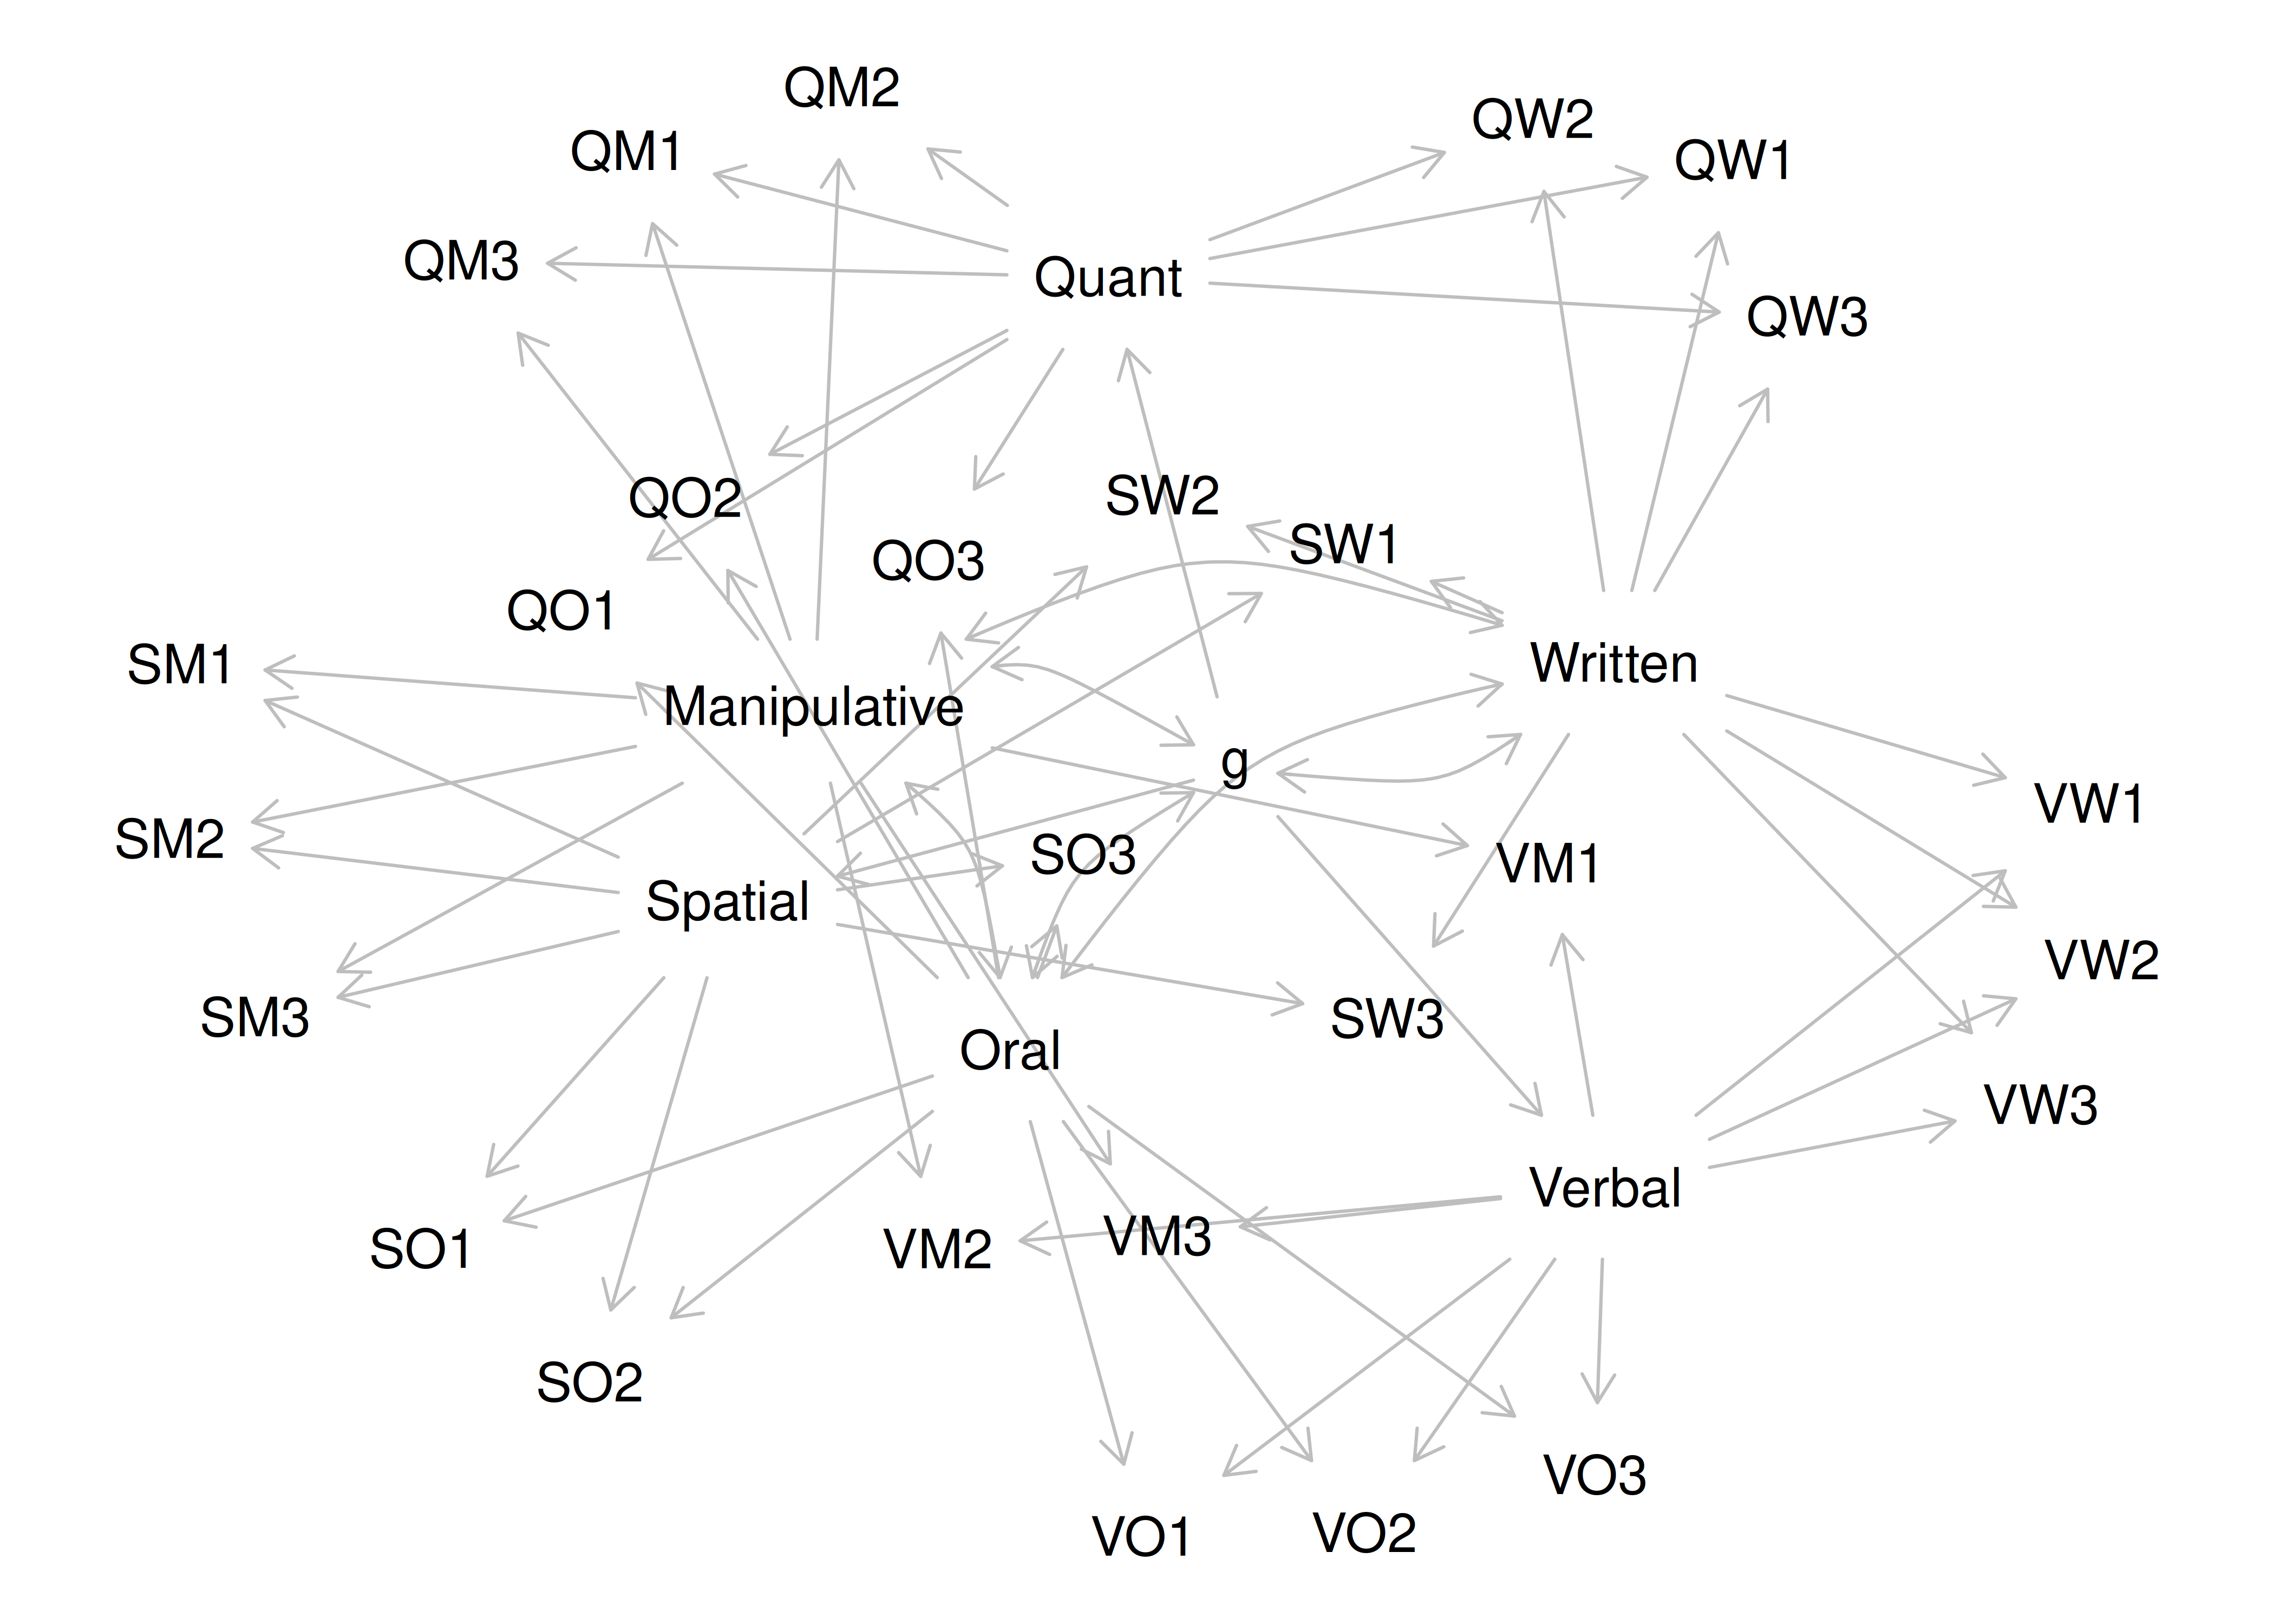 QM2
QW2
QM1
QW1
QM3
Quant
QW3
QO2
SW2
SW1
QO3
QO1
SM1
Written
Manipulative
g
VW1
SM2
SO3
VM1
Spatial
VW2
SM3
SW3
Oral
VW3
Verbal
SO1
VM2
VM3
SO2
VO3
VO1
VO2